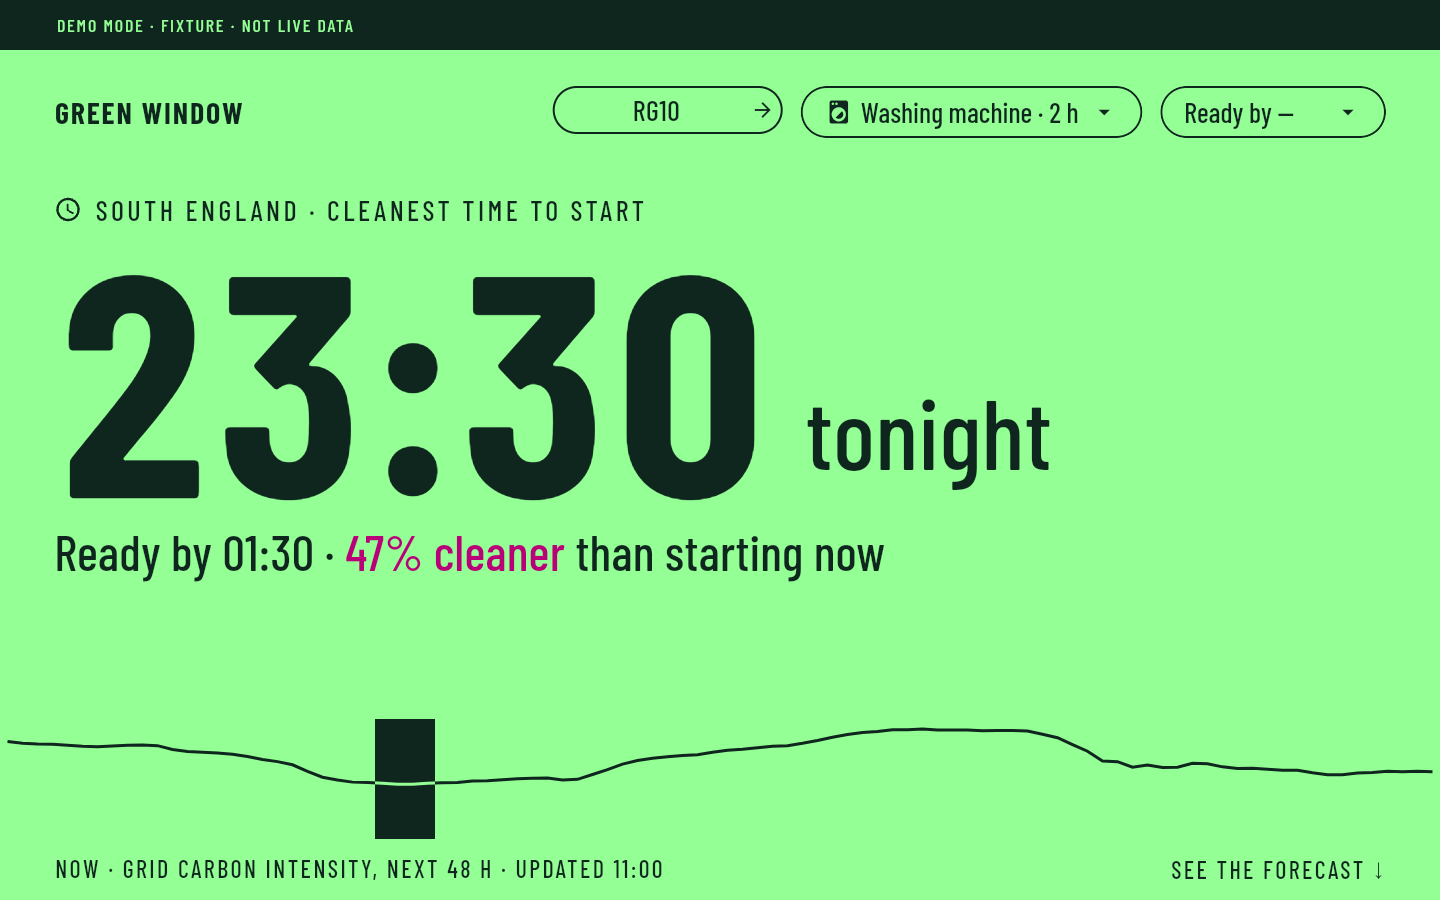 DEMO MODE · FIXTURE · NOT LIVE DATA
GREEN WINDOW
RG10 →
Washing machine · 2 h
Ready by —
SOUTH ENGLAND · CLEANEST TIME TO START
23:30 tonight
Ready by 01:30 · 47% cleaner than starting now
NOW · GRID CARBON INTENSITY, NEXT 48 H · UPDATED 11:00
SEE THE FORECAST ↓